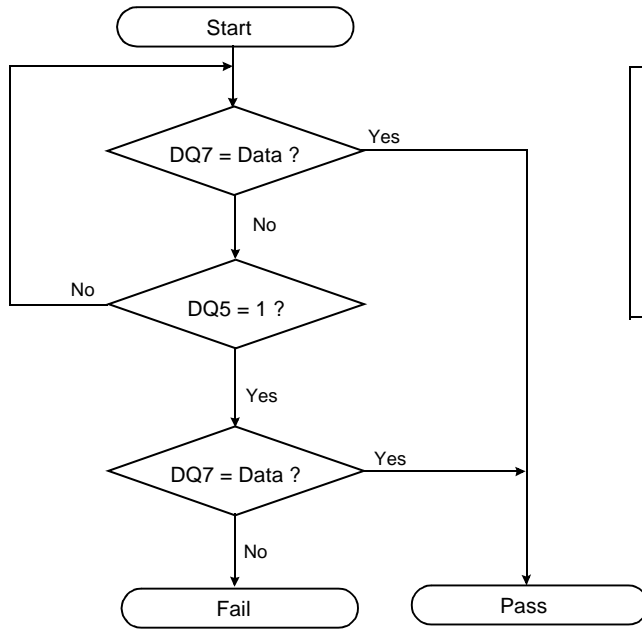 Start
DQ7 = Data ?
Yes
No
No
DQ5 = 1 ?
Yes
DQ7 = Data ?
Yes
No
Fail
Pass